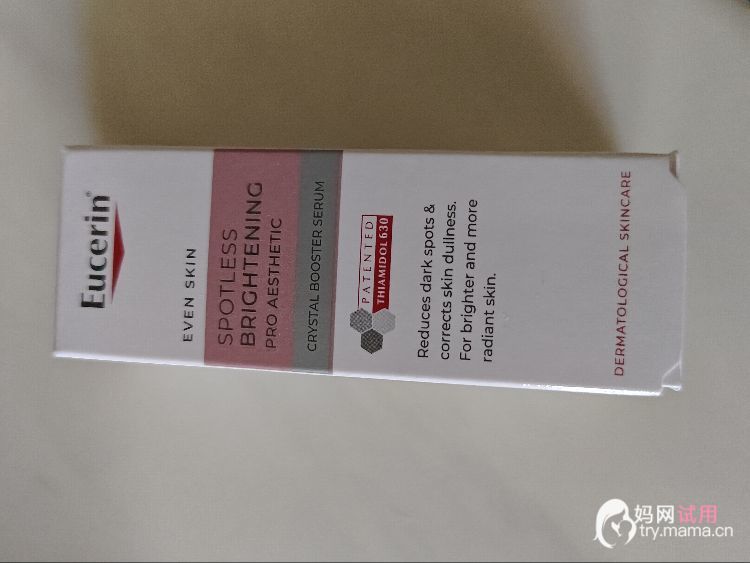 Eucerin®
EVEN SKIN
SPOTLESS
BRIGHTENING
PRO AESTHETIC
CRYSTAL BOOSTER SERUM
PATENTED
THIAMIDOL 630
Reduces dark spots &
corrects skin dullness.
For brighter and more
radiant skin.
DERMATOLOGICAL SKINCARE
妈网试用
try.mama.cn